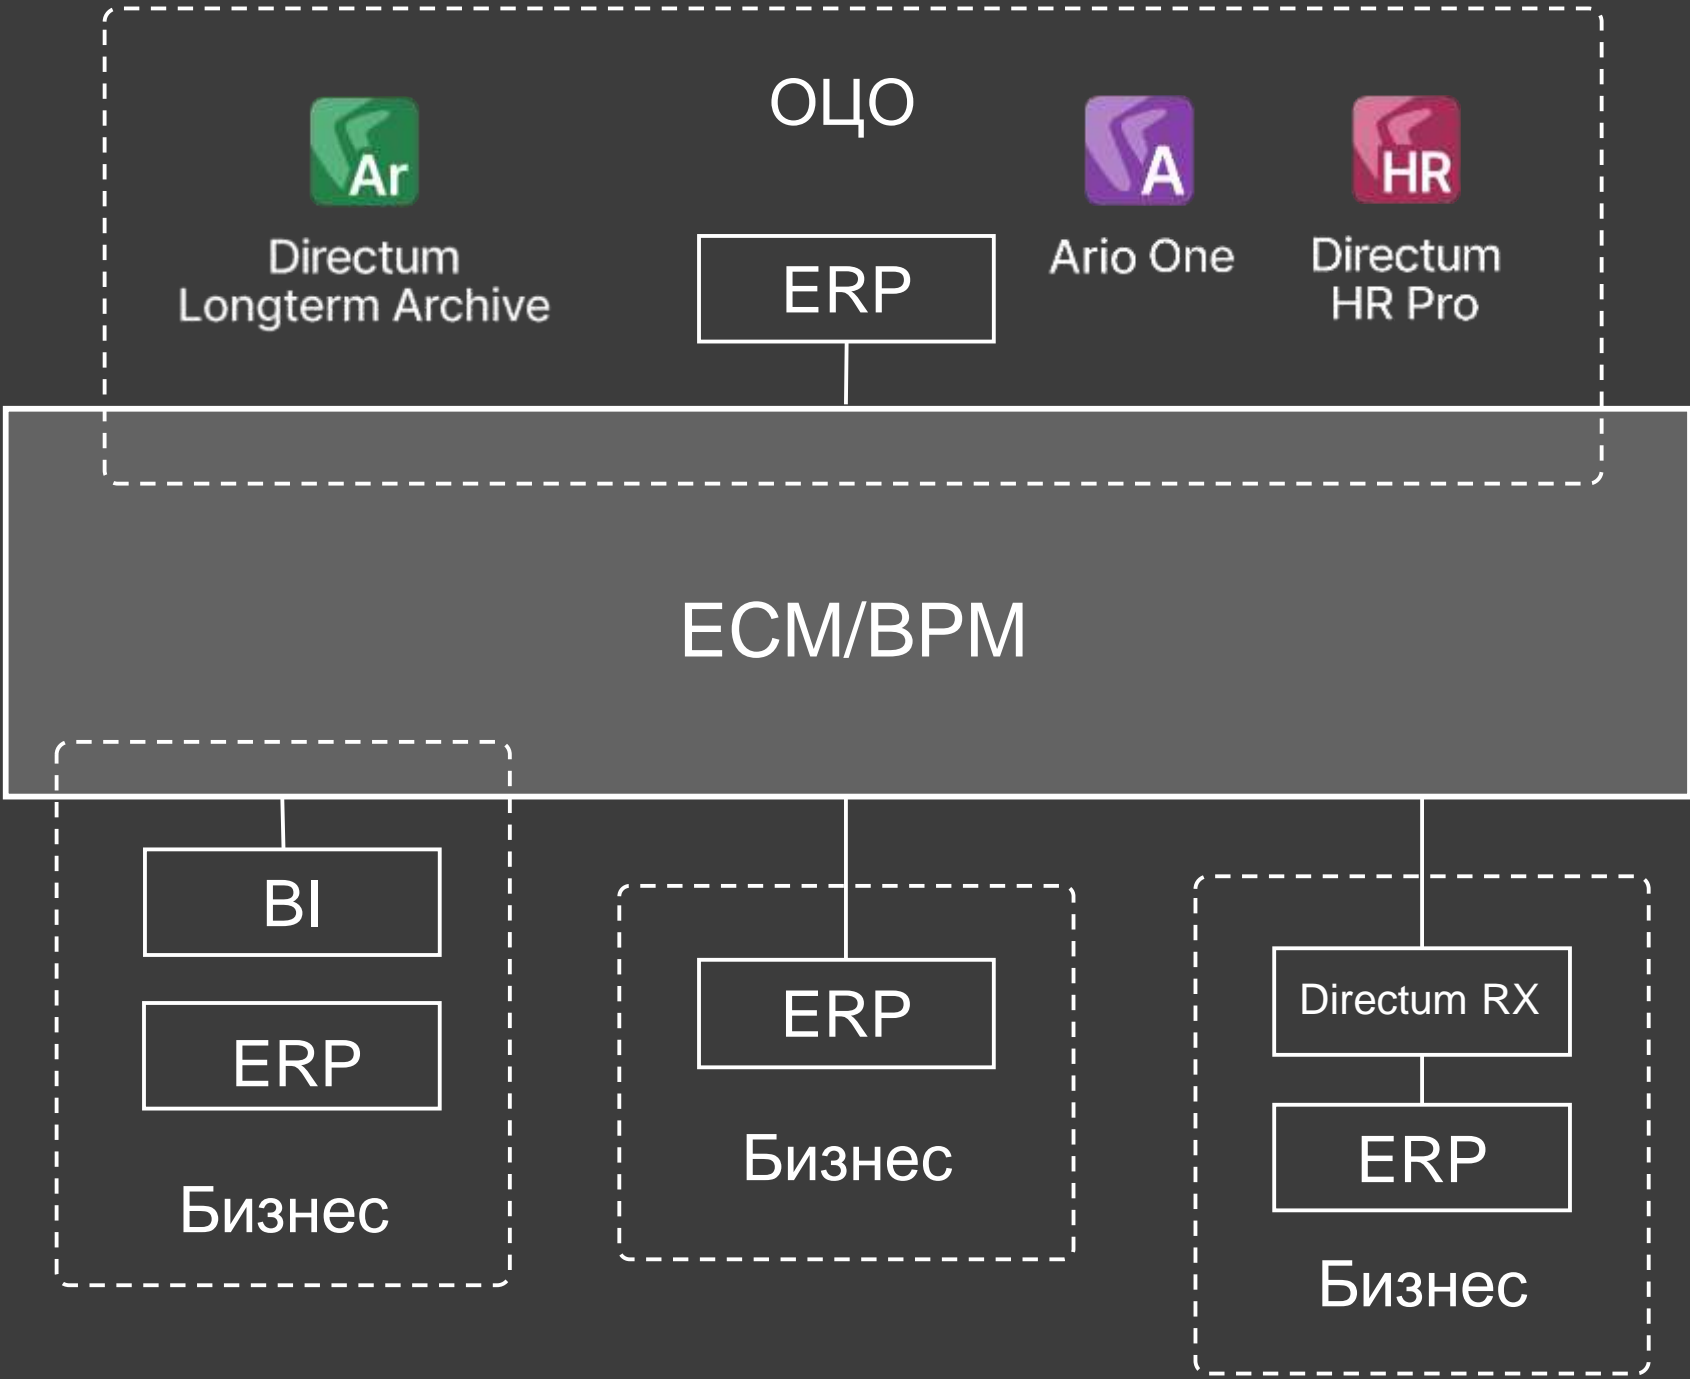 ОЦО
Ar
A
HR
Directum
Longterm Archive
ERP
Ario One
Directum
HR Pro
ECM/BPM
BI
ERP
Бизнес
ERP
Бизнес
Directum RX
ERP
Бизнес